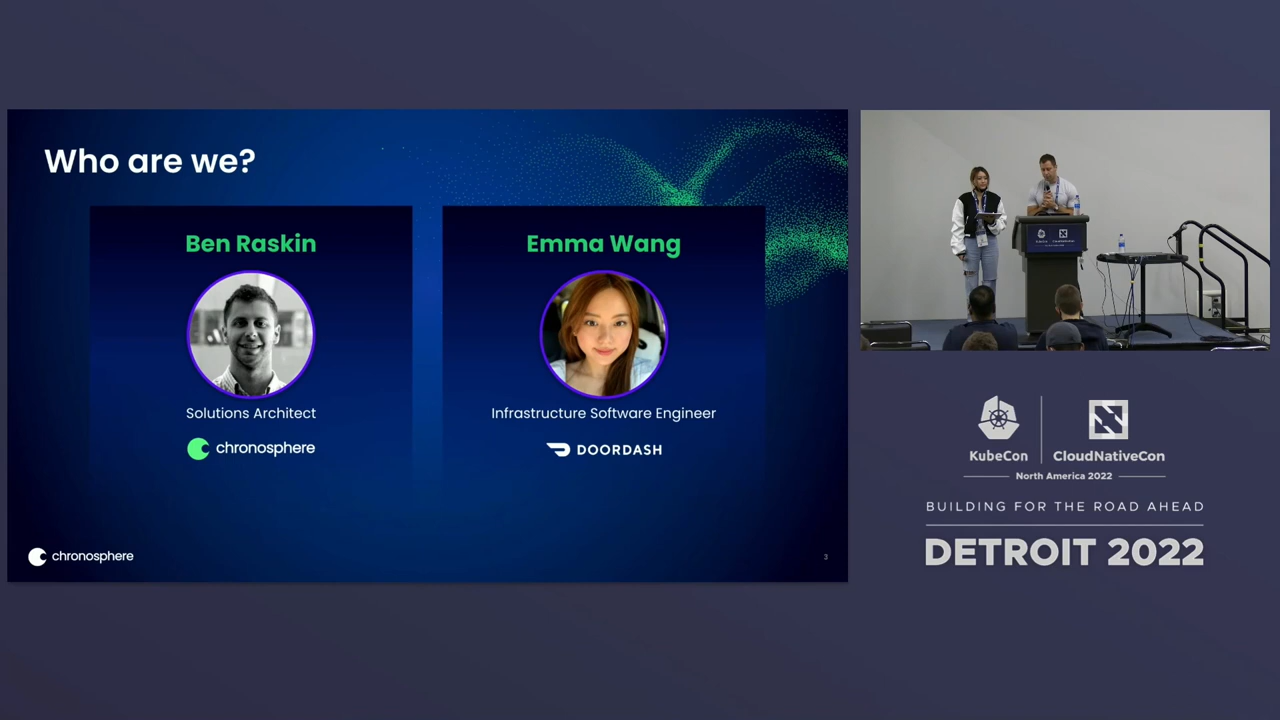 Who are we?
Ben Raskin
Emma Wang
Solutions Architect
Infrastructure Software Engineer
chronosphere
DOORDASH
chronosphere
3
KubeCon
CloudNativeCon
North America 2022
BUILDING FOR THE ROAD AHEAD
DETROIT 2022